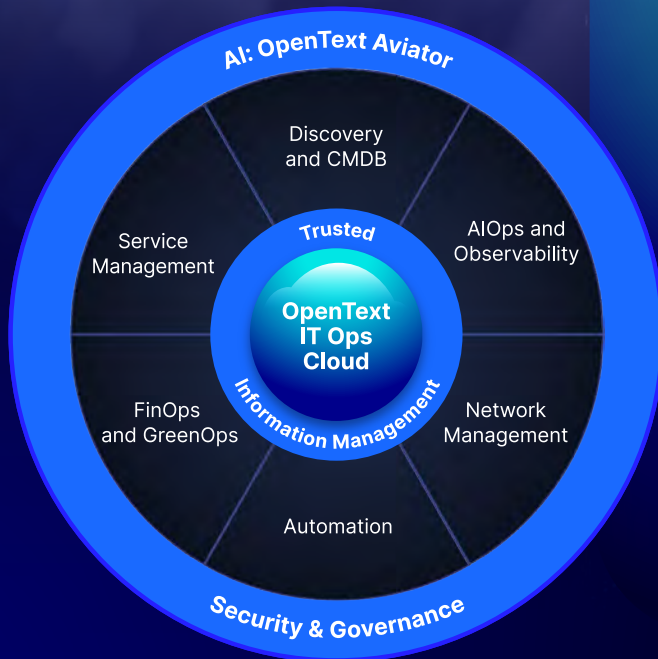 AI: OpenText Aviator
Discovery
and CMDB
AIOps and
Observability
Network
Management
Automation
FinOps
and GreenOps
Service
Management
Trusted
OpenText
IT Ops
Cloud
Information Management
Security & Governance